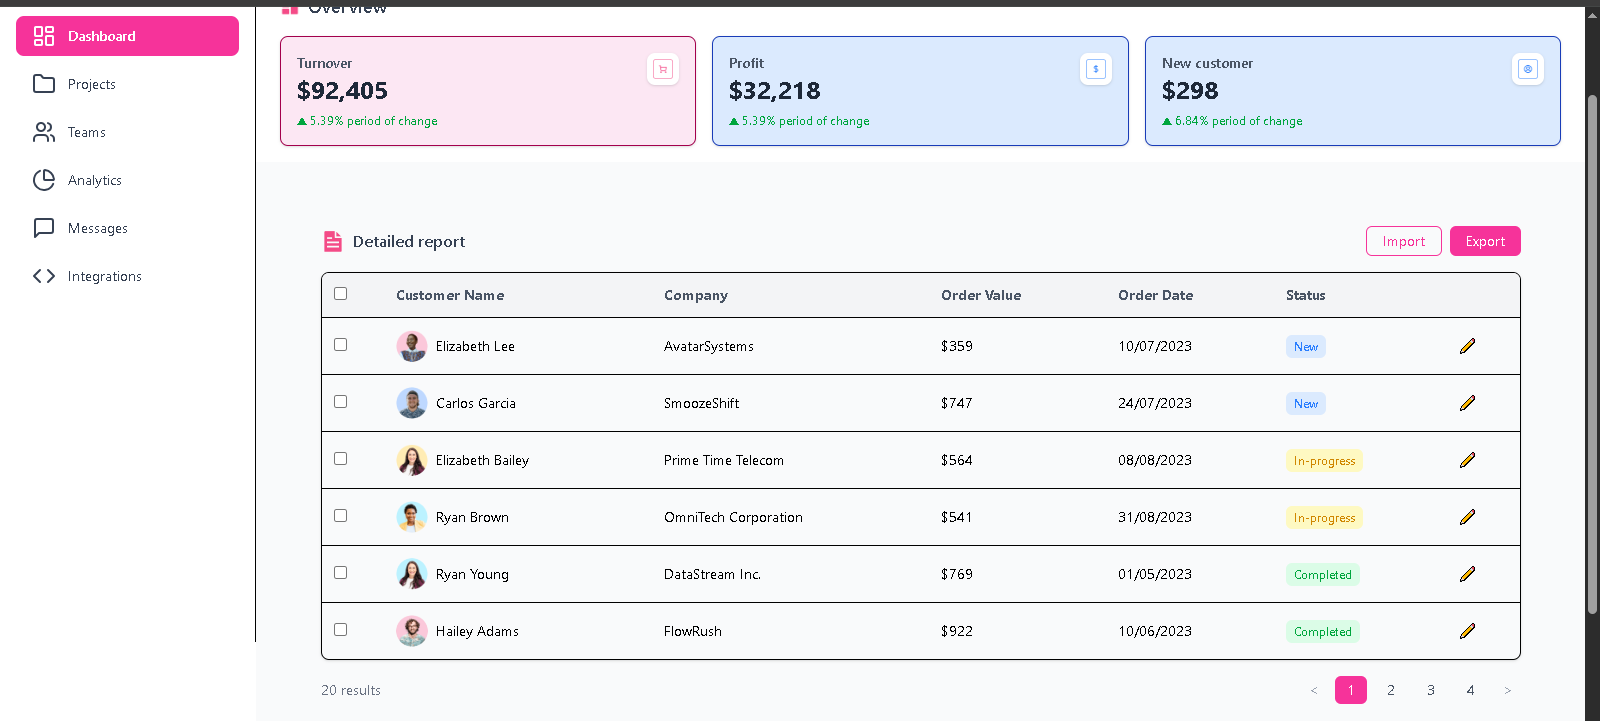 Overview
Dashboard
Projects
Teams
Analytics
Messages
Integrations
Turnover
$92,405
▲ 5.39% period of change
Profit
$32,218
▲ 5.39% period of change
$
New customer
$298
▲ 6.84% period of change
Detailed report
Import
Export
Customer Name Company Order Value Order Date Status
Elizabeth Lee AvatarSystems $359 10/07/2023 New
Carlos Garcia SmoozeShift $747 24/07/2023 New
Elizabeth Bailey Prime Time Telecom $564 08/08/2023 In-progress
Ryan Brown OmniTech Corporation $541 31/08/2023 In-progress
Ryan Young DataStream Inc. $769 01/05/2023 Completed
Hailey Adams FlowRush $922 10/06/2023 Completed
20 results
< 1 2 3 4 >